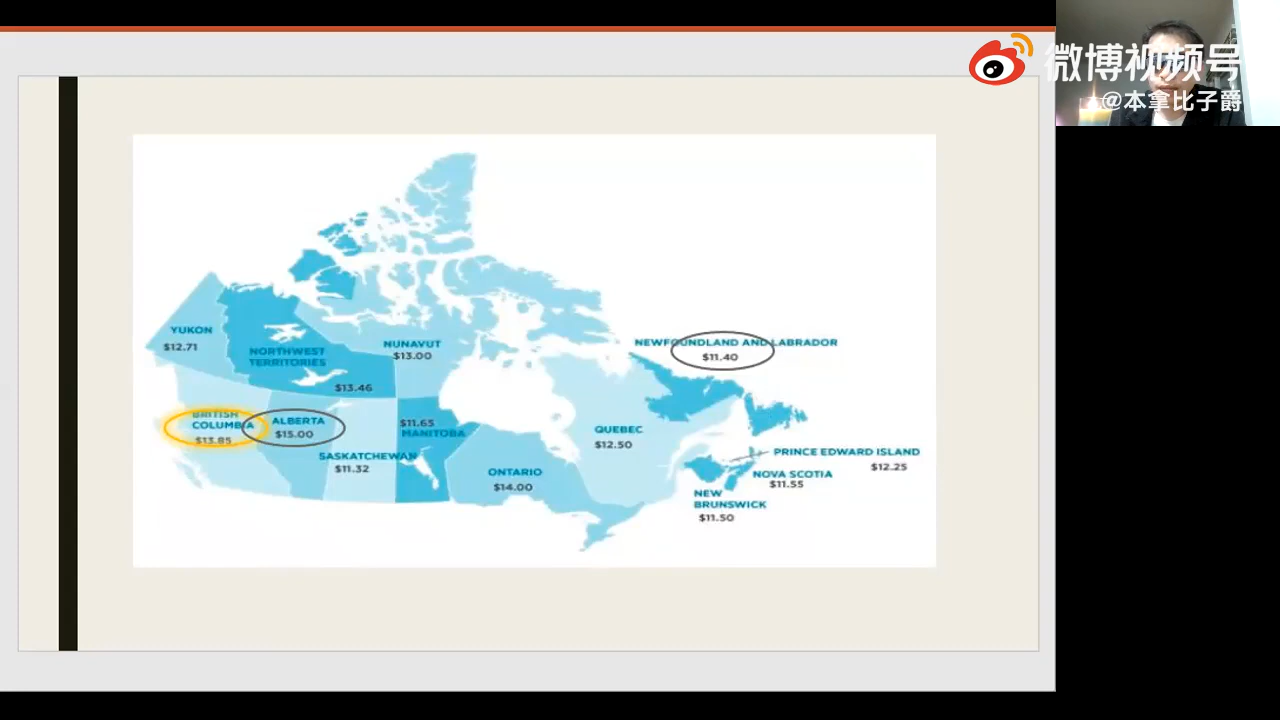 微博视频号
@本拿比子爵
YUKON
$12.71
NORTHWEST
TERRITORIES
$13.46
NUNAVUT
$13.00
NEWFOUNDLAND AND LABRADOR
$11.40
BRITISH
COLUMBIA
$13.85
ALBERTA
$15.00
SASKATCHEWAN
$11.32
$11.65
MANITOBA
ONTARIO
$14.00
QUEBEC
$12.50
PRINCE EDWARD ISLAND
$12.25
NOVA SCOTIA
$11.55
NEW
BRUNSWICK
$11.50